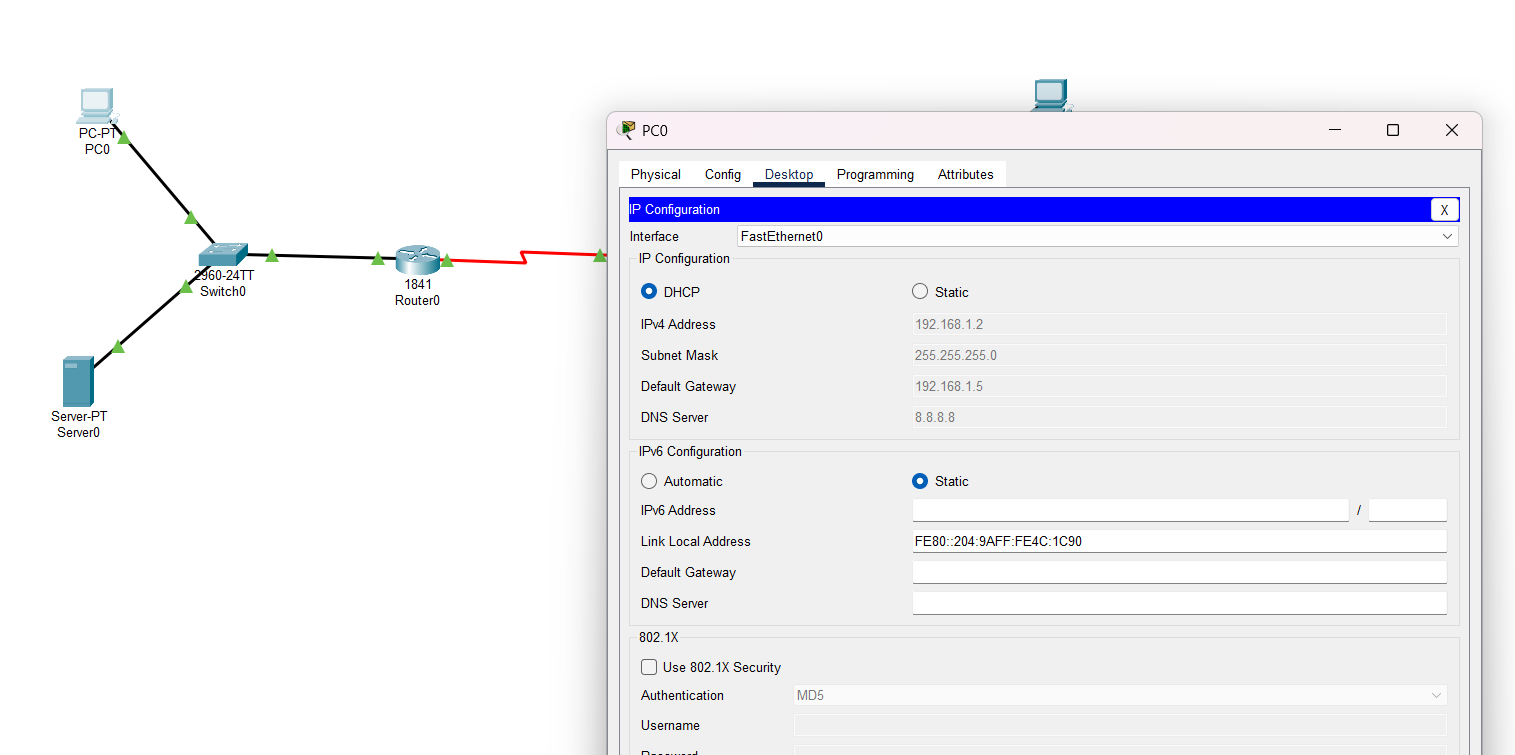 PC-PT
PC0
2960-24TT
Switch0
1841
Router0
Server-PT
Server0
PC0
Physical Config Desktop Programming Attributes
IP Configuration X
Interface FastEthernet0
IP Configuration
DHCP Static
IPv4 Address 192.168.1.2
Subnet Mask 255.255.255.0
Default Gateway 192.168.1.5
DNS Server 8.8.8.8
IPv6 Configuration
Automatic Static
IPv6 Address /
Link Local Address FE80::204:9AFF:FE4C:1C90
Default Gateway
DNS Server
802.1X
Use 802.1X Security
Authentication MD5
Username
Password